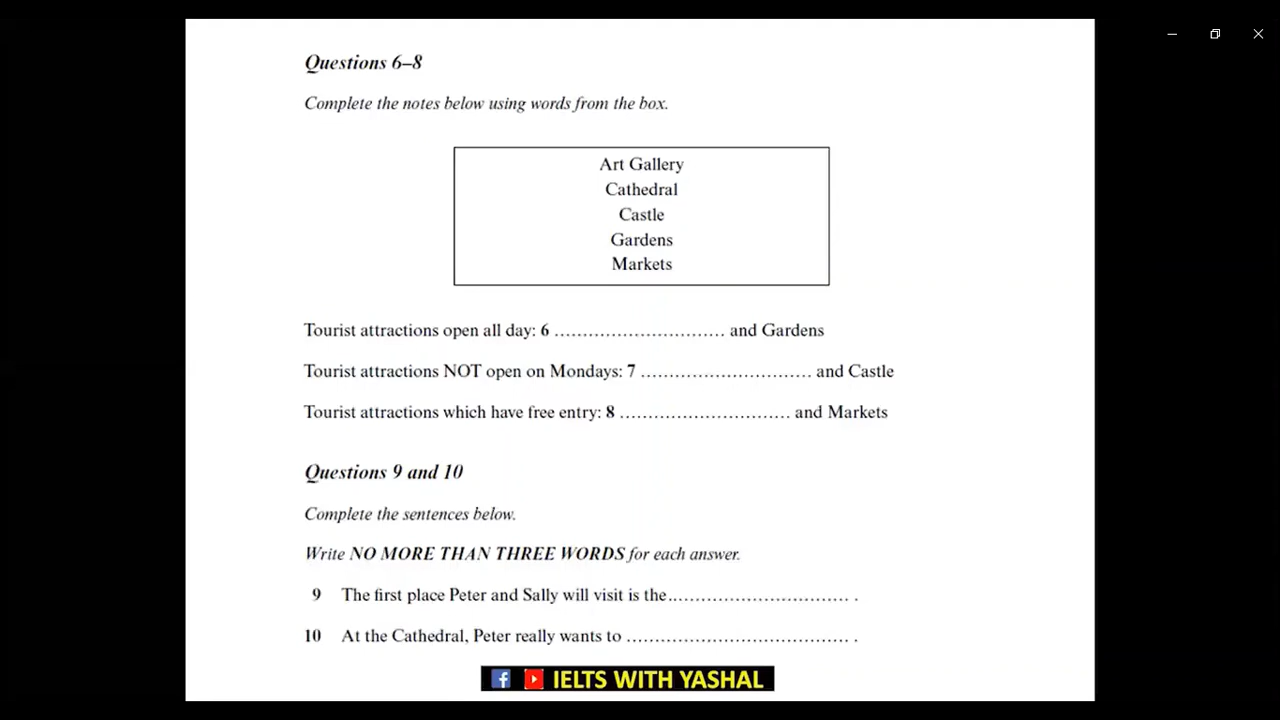 Questions 6–8
Complete the notes below using words from the box.
Art Gallery
Cathedral
Castle
Gardens
Markets
Tourist attractions open all day: 6 .............................. and Gardens
Tourist attractions NOT open on Mondays: 7 .............................. and Castle
Tourist attractions which have free entry: 8 .............................. and Markets
Questions 9 and 10
Complete the sentences below.
Write NO MORE THAN THREE WORDS for each answer.
9 The first place Peter and Sally will visit is the................................ .
10 At the Cathedral, Peter really wants to ....................................... .
IELTS WITH YASHAL